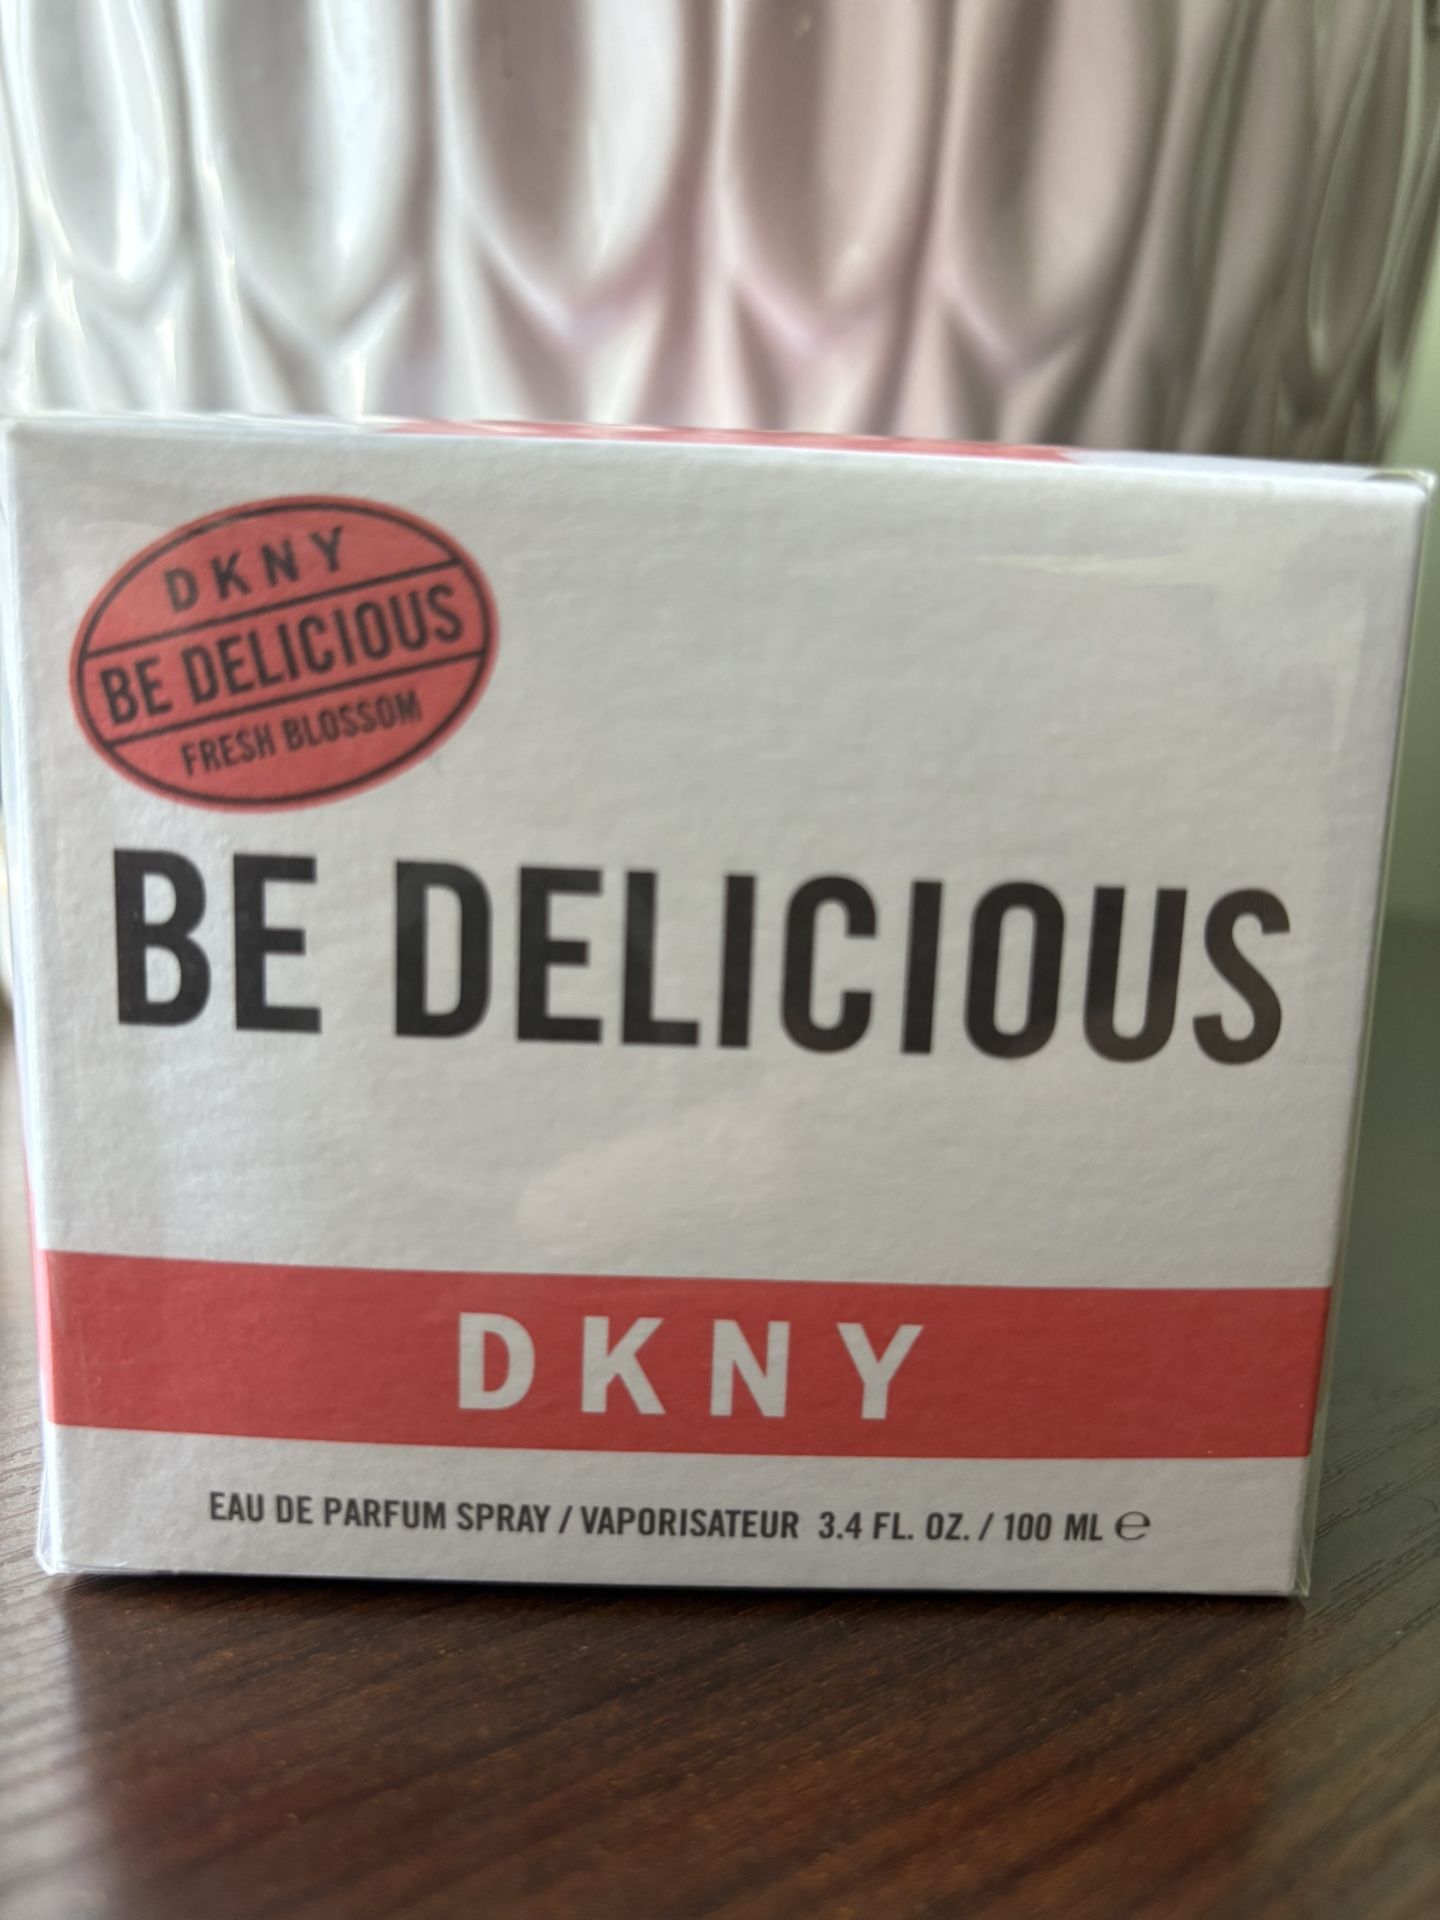 DKNY
BE DELICIOUS
FRESH BLOSSOM
BE DELICIOUS
DKNY
EAU DE PARFUM SPRAY / VAPORISATEUR 3.4 FL. OZ. / 100 ML ℮